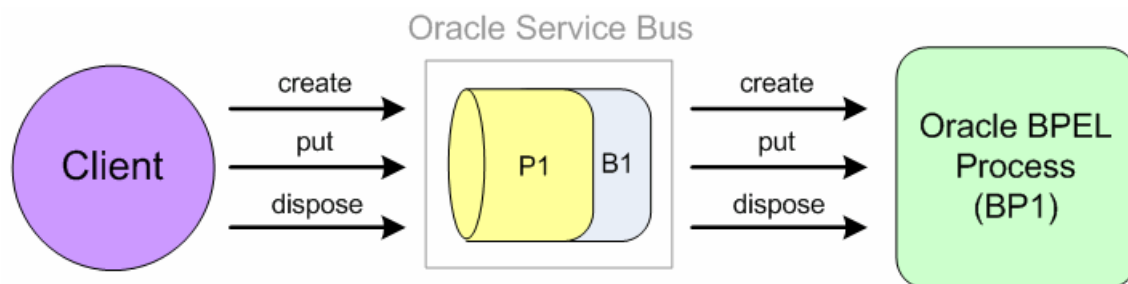 Oracle Service Bus
Client
create
put
dispose
P1
B1
create
put
dispose
Oracle BPEL
Process
(BP1)